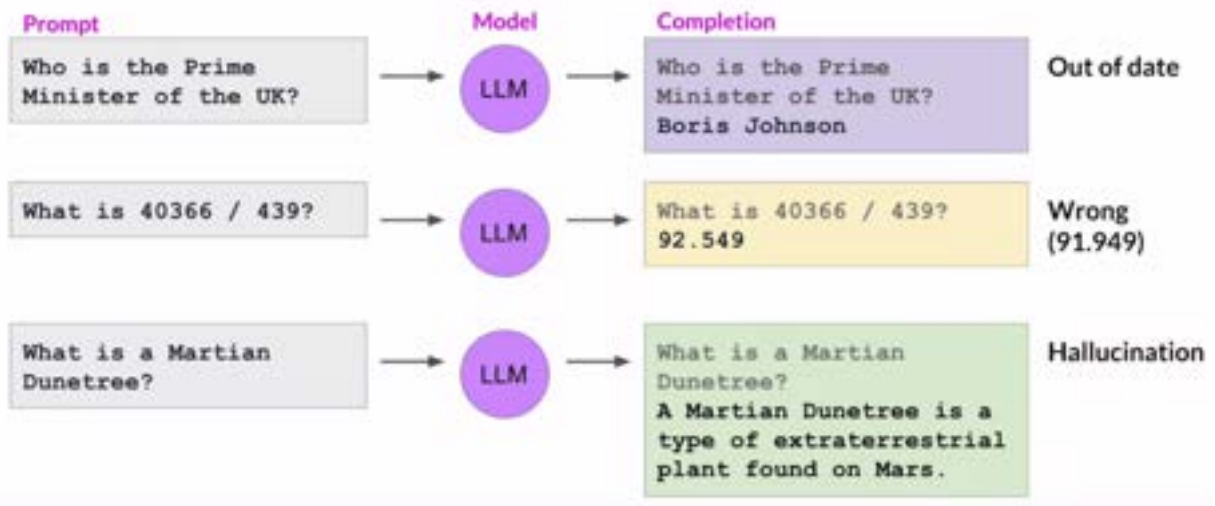 Prompt
Model
Completion
Who is the Prime
Minister of the UK?
LLM
Who is the Prime
Minister of the UK?
Boris Johnson
Out of date
What is 40366 / 439?
LLM
What is 40366 / 439?
92.549
Wrong
(91.949)
What is a Martian
Dunetree?
LLM
What is a Martian
Dunetree?
A Martian Dunetree is a
type of extraterrestrial
plant found on Mars.
Hallucination